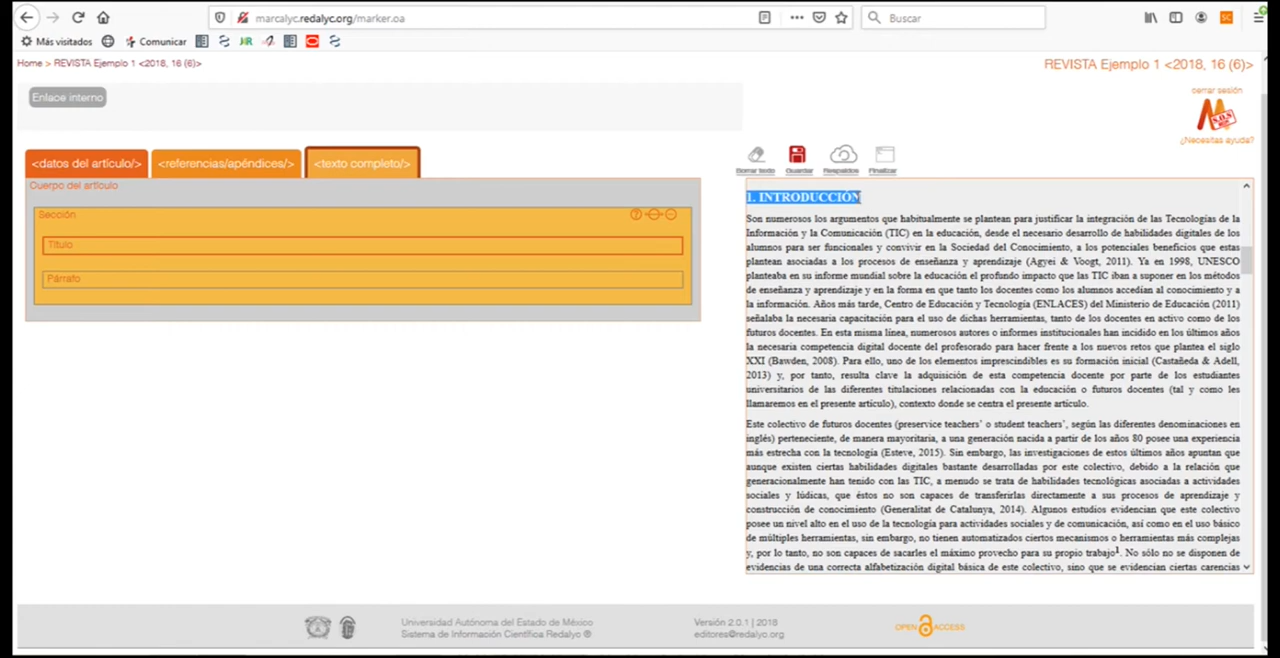 marcalyc.redalyc.org/marker.oa
Buscar
SC
Más visitados
Comunicar
JIR
Home > REVISTA Ejemplo 1 <2018, 16 (6)>
REVISTA Ejemplo 1 <2018, 16 (6)>
Enlace interno
cerrar sesión
S.O.S
¿Necesitas ayuda?
<datos del artículo/>
<referencias/apéndices/>
<texto completo/>
Borrar texto
Guardar
Respaldos
Finalizar
Cuerpo del artículo
Sección
Título
Párrafo
1. INTRODUCCIÓN
Son numerosos los argumentos que habitualmente se plantean para justificar la integración de las Tecnologías de la
Información y la Comunicación (TIC) en la educación, desde el necesario desarrollo de habilidades digitales de los
alumnos para ser funcionales y convivir en la Sociedad del Conocimiento, a los potenciales beneficios que estas
plantean asociadas a los procesos de enseñanza y aprendizaje (Agyei & Voogt, 2011). Ya en 1998, UNESCO
planteaba en su informe mundial sobre la educación el profundo impacto que las TIC iban a suponer en los métodos
de enseñanza y aprendizaje y en la forma en que tanto los docentes como los alumnos accedían al conocimiento y a
la información. Años más tarde, Centro de Educación y Tecnología (ENLACES) del Ministerio de Educación (2011)
señalaba la necesaria capacitación para el uso de dichas herramientas, tanto de los docentes en activo como de los
futuros docentes. En esta misma línea, numerosos autores o informes institucionales han incidido en los últimos años
la necesaria competencia digital docente del profesorado para hacer frente a los nuevos retos que plantea el siglo
XXI (Bawden, 2008). Para ello, uno de los elementos imprescindibles es su formación inicial (Castañeda & Adell,
2013) y, por tanto, resulta clave la adquisición de esta competencia docente por parte de los estudiantes
universitarios de las diferentes titulaciones relacionadas con la educación o futuros docentes (tal y como les
llamaremos en el presente artículo), contexto donde se centra el presente artículo.
Este colectivo de futuros docentes (preservice teachers' o student teachers', según las diferentes denominaciones en
inglés) perteneciente, de manera mayoritaria, a una generación nacida a partir de los años 80 posee una experiencia
más estrecha con la tecnología (Esteve, 2015). Sin embargo, las investigaciones de estos últimos años apuntan que
aunque existen ciertas habilidades digitales bastante desarrolladas por este colectivo, debido a la relación que
generacionalmente han tenido con las TIC, a menudo se trata de habilidades tecnológicas asociadas a actividades
sociales y lúdicas, que éstos no son capaces de transferirlas directamente a sus procesos de aprendizaje y
construcción de conocimiento (Generalitat de Catalunya, 2014). Algunos estudios evidencian que este colectivo
posee un nivel alto en el uso de la tecnología para actividades sociales y de comunicación, así como en el uso básico
de múltiples herramientas, sin embargo, no tienen automatizados ciertos mecanismos o herramientas más complejas
y, por lo tanto, no son capaces de sacarles el máximo provecho para su propio trabajo¹. No sólo no se disponen de
evidencias de una correcta alfabetización digital básica de este colectivo, sino que se evidencian ciertas carencias
Universidad Autónoma del Estado de México
Sistema de Información Científica Redalyc ®
Versión 2.0.1 | 2018
editores@redalyc.org
OPEN ACCESS